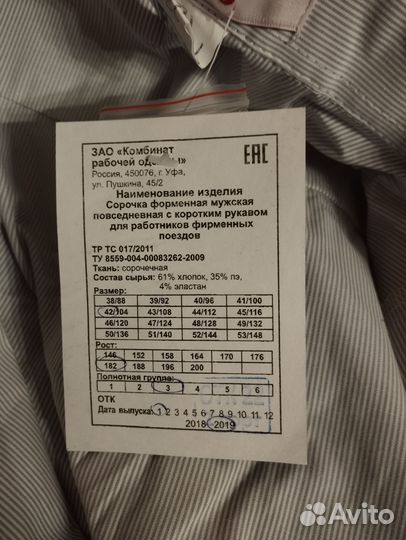 ЗАО «Комбинат
рабочей одежды»
Россия, 450076, г. Уфа,
ул. Пушкина, 45/2
EAC
Наименование изделия
Сорочка форменная мужская
повседневная с коротким рукавом
для работников фирменных
поездов
ТР ТС 017/2011
ТУ 8559-004-00083262-2009
Ткань: сорочечная
Состав сырья: 61% хлопок, 35% пэ,
4% эластан
Размер:
38/88 39/92 40/96 41/100
42/104 43/108 44/112 45/116
46/120 47/124 48/128 49/132
50/136 51/140 52/144 53/148
Рост:
146 152 158 164 170 176
182 188 196 200
Полнотная группа:
1 2 3 4 5 6
ОТК
Дата выпуска: 1 2 3 4 5 6 7 8 9 10 11 12
2018 2019
Avito